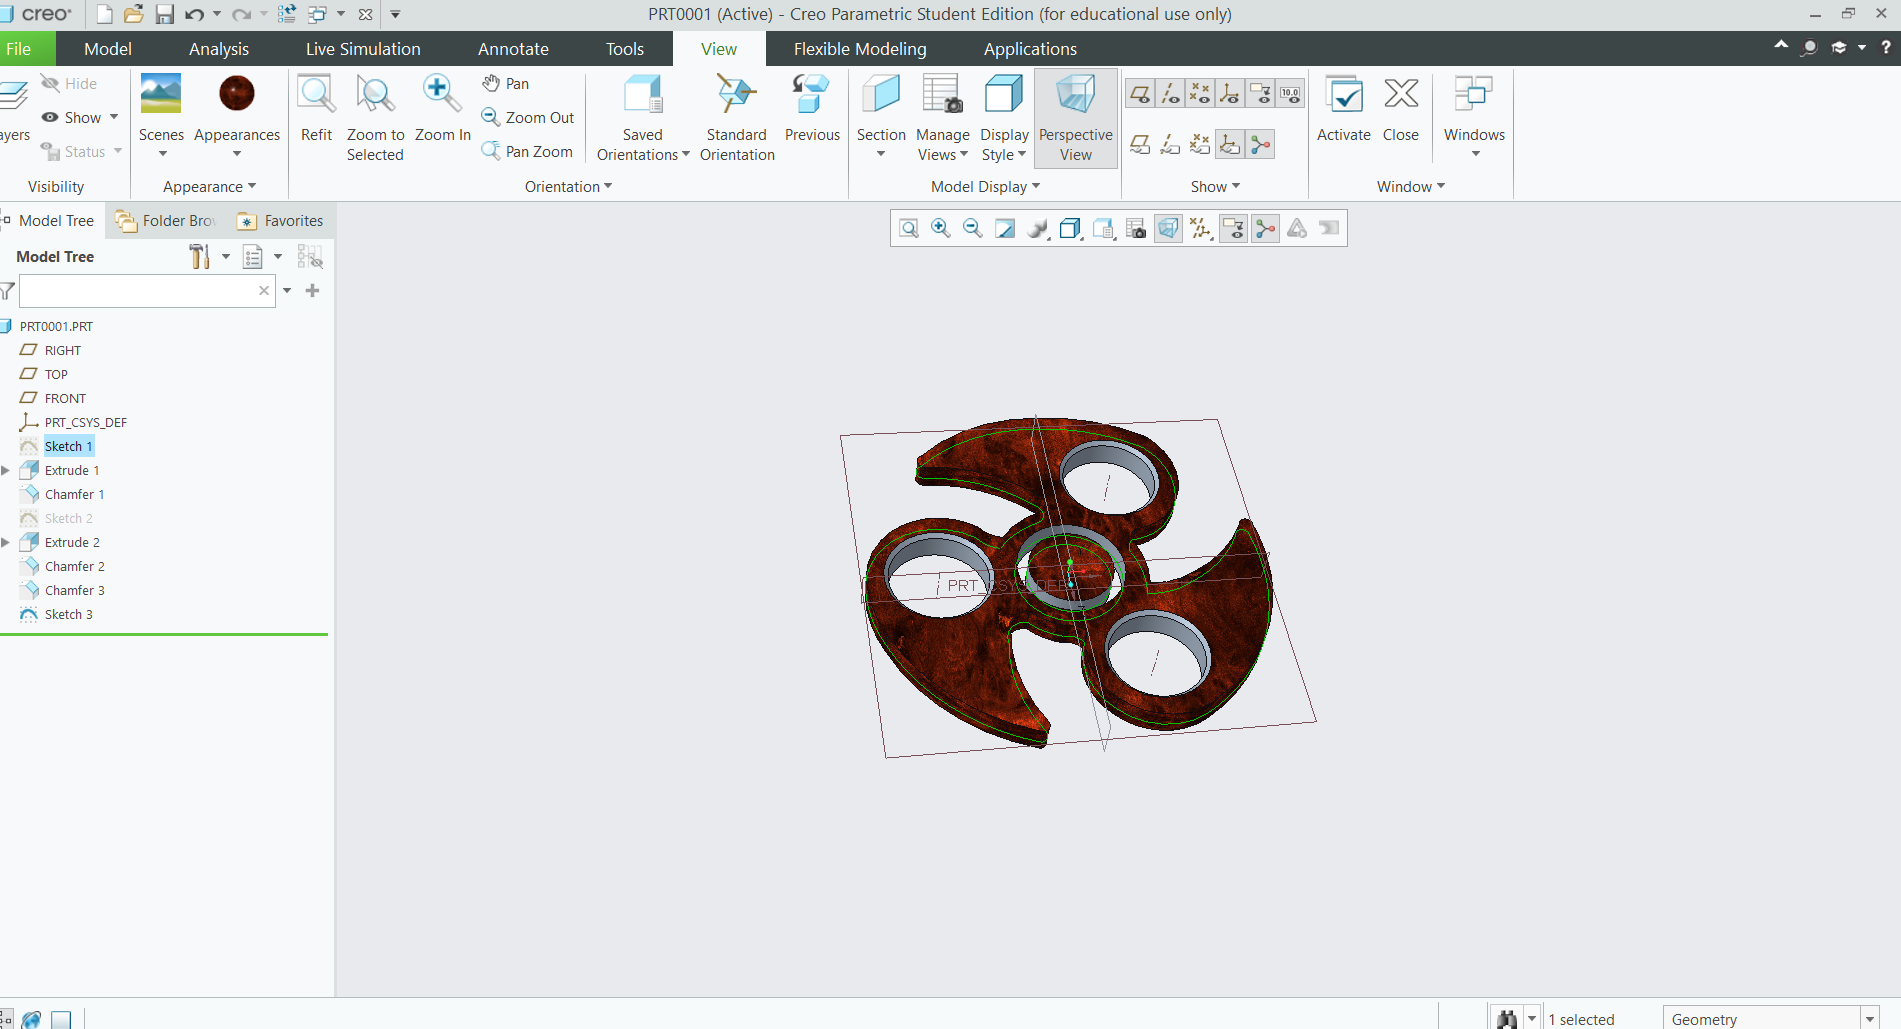 creo
PRT0001 (Active) - Creo Parametric Student Edition (for educational use only)
File Model Analysis Live Simulation Annotate Tools View Flexible Modeling Applications ?
ayers
Hide
Show
Status
Visibility
Scenes
Appearances
Appearance
Refit
Zoom to
Selected
Zoom In
Pan
Zoom Out
Pan Zoom
Saved
Orientations
Standard
Orientation
Previous
Orientation
Section
Manage
Views
Display
Style
Perspective
View
Model Display
10.0
Show
Activate
Close
Windows
Window
Model Tree
Folder Brov
Favorites
Model Tree
PRT0001.PRT
RIGHT
TOP
FRONT
PRT_CSYS_DEF
Sketch 1
Extrude 1
Chamfer 1
Sketch 2
Extrude 2
Chamfer 2
Chamfer 3
Sketch 3
PRT_CSYS_DEF
1 selected
Geometry